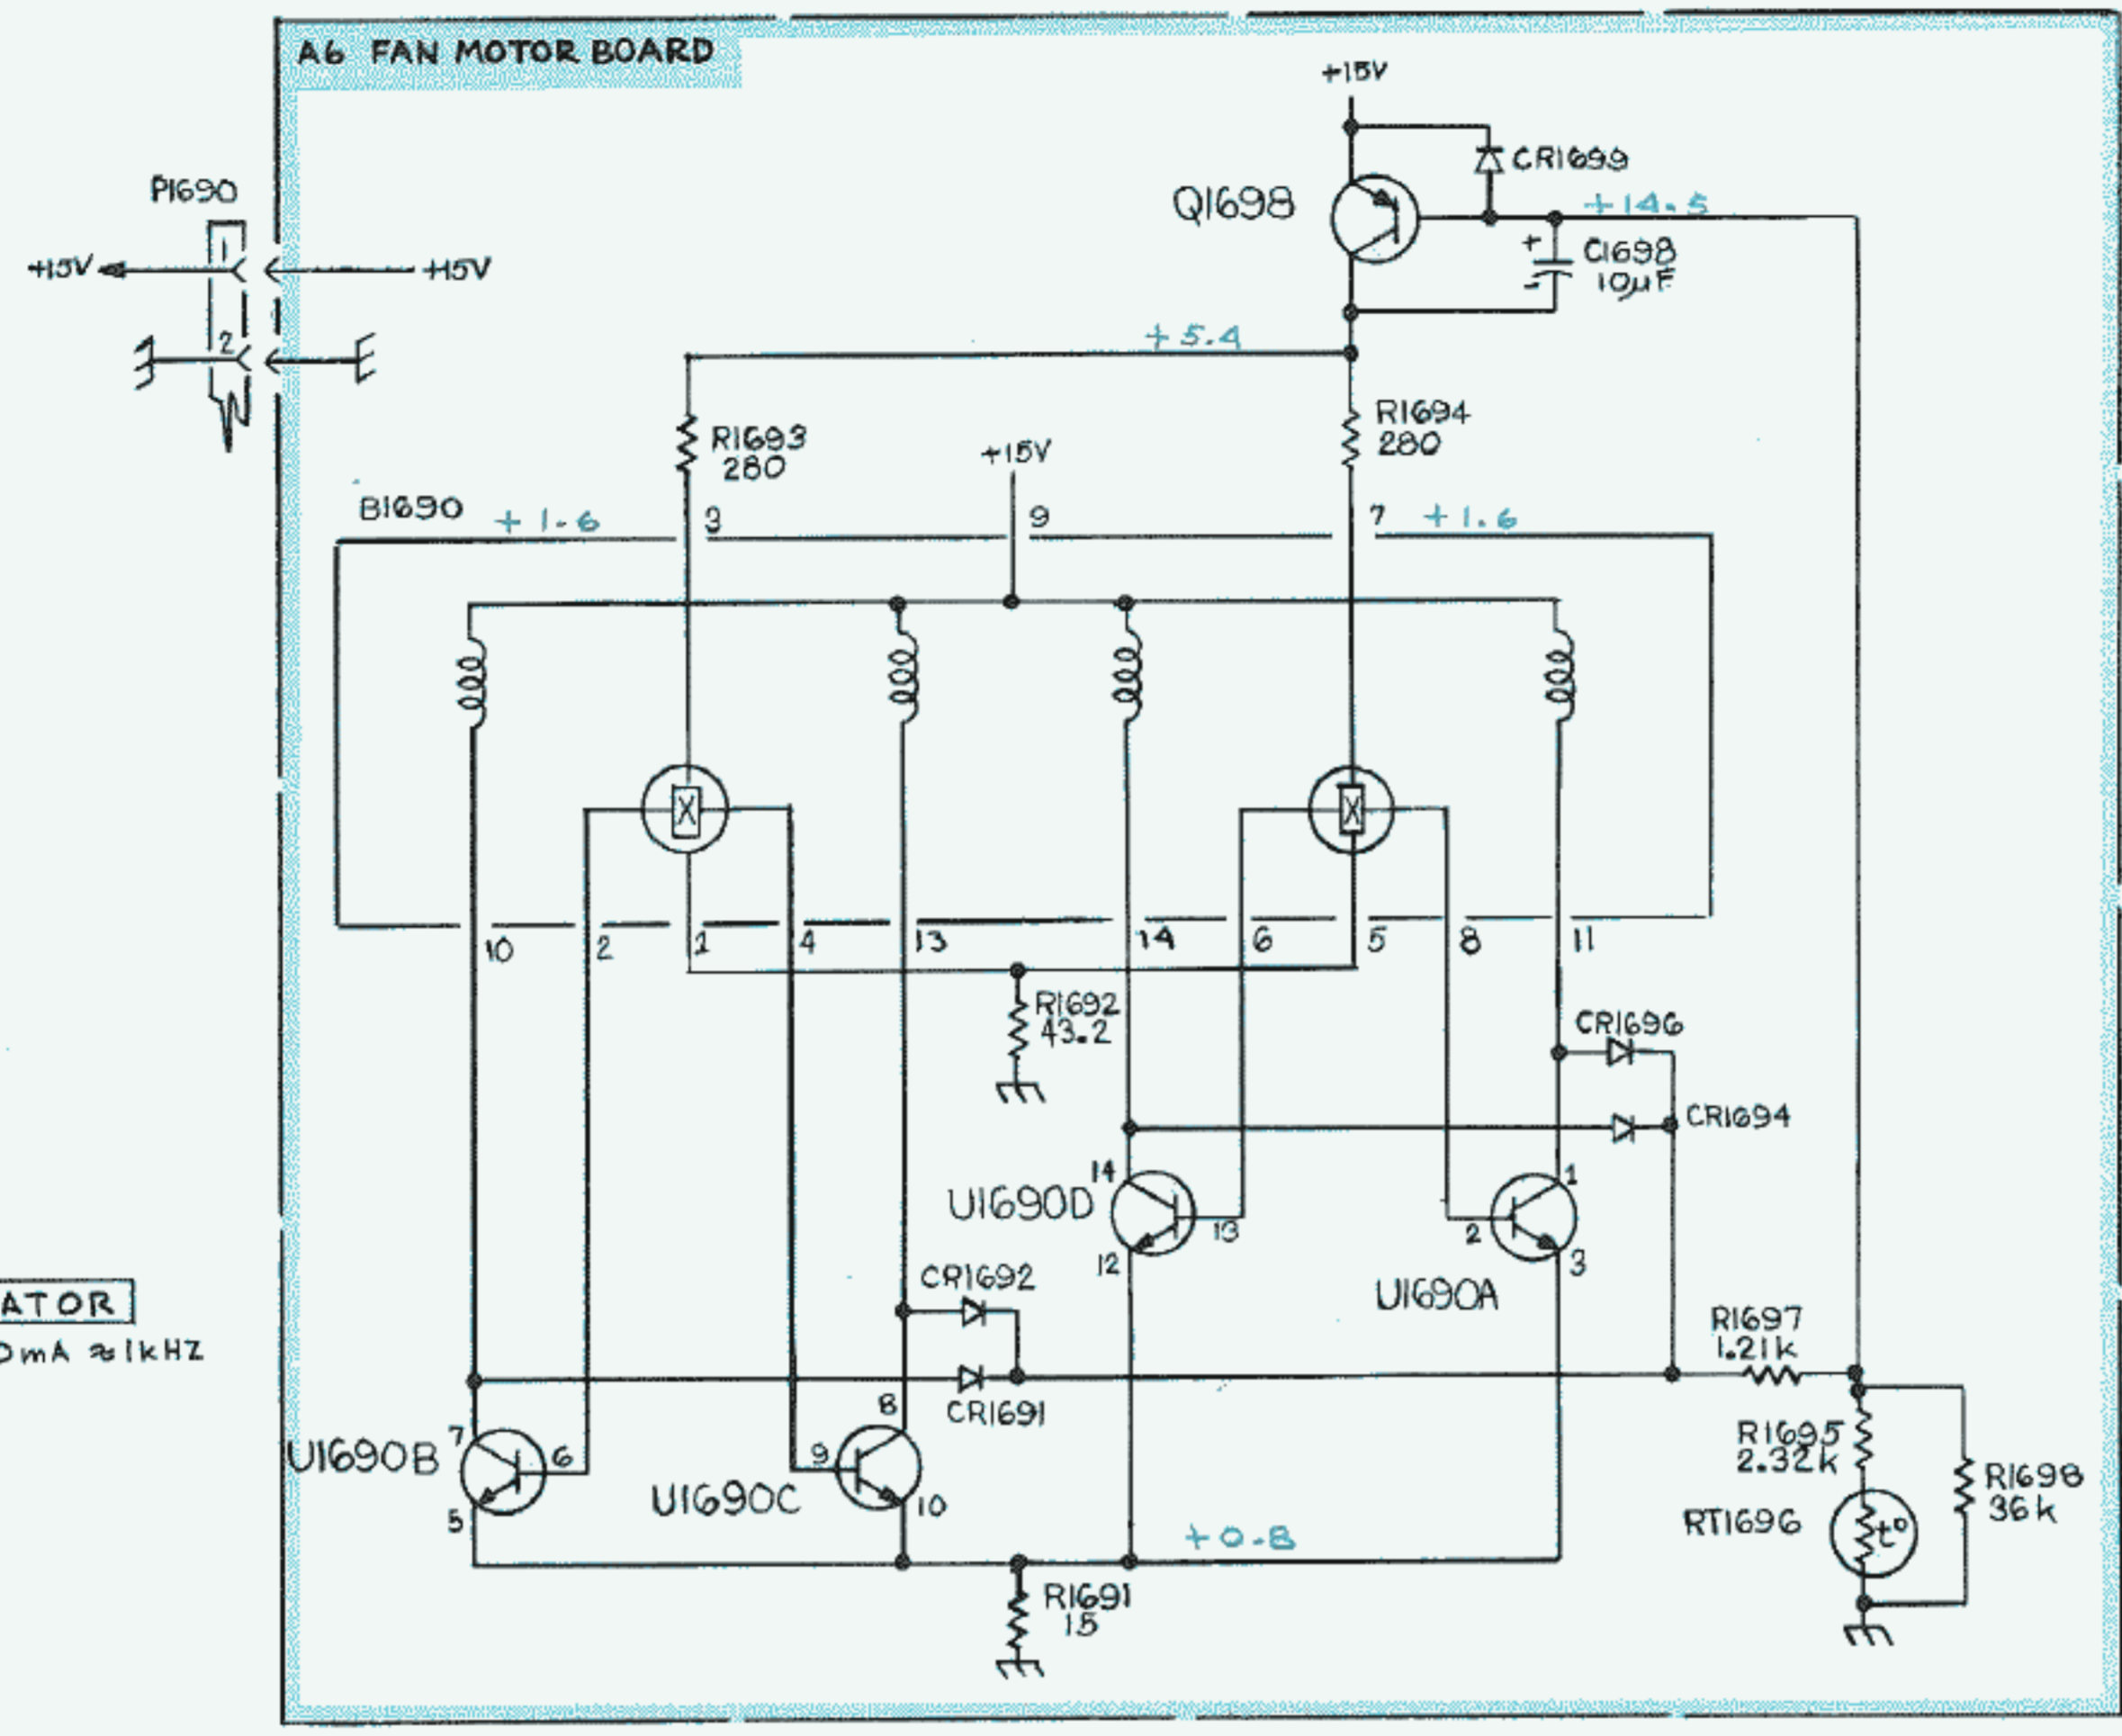 A6 FAN MOTOR BOARD
+15V
CR1699
P1690
Q1698
+14.5
1
+15V
+15V
+
C1698
-
10µF
2
+5.4
R1693
280
R1694
280
+15V
B1690
+1.6
3
9
7
+1.6
X
X
10
2
1
4
13
14
6
5
8
11
R1692
43.2
CR1696
CR1694
14
U1690D
13
12
1
2
3
U1690A
CR1692
ATOR
mA ≈1kHZ
R1697
1.21k
8
CR1691
7
U1690B
6
5
9
U1690C
10
R1695
2.32k
R1698
36k
RT1696
t°
+0.8
R1691
15